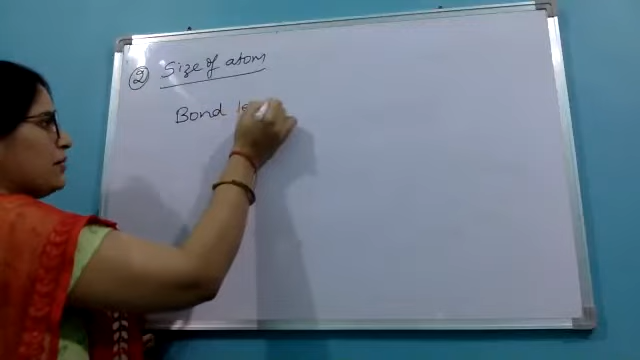 ② Size of atom
Bond le